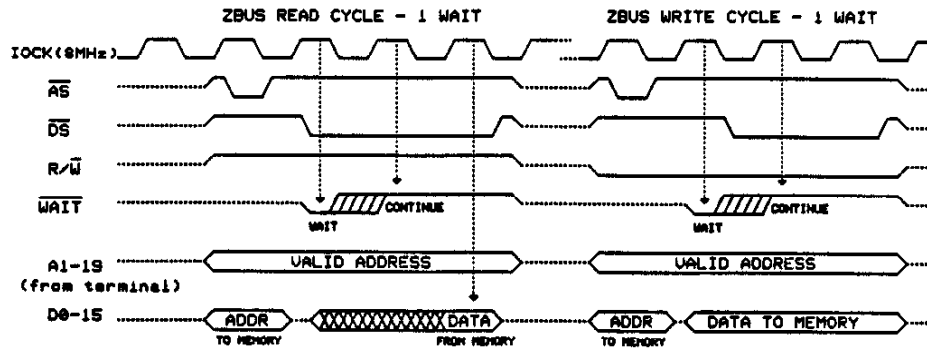 ZBUS READ CYCLE - 1 WAIT
ZBUS WRITE CYCLE - 1 WAIT
IOCK(8MHz)
AS
DS
R/W
WAIT
WAIT
CONTINUE
WAIT
CONTINUE
A1-19
(from terminal)
VALID ADDRESS
VALID ADDRESS
D0-15
ADDR
DATA
ADDR
DATA TO MEMORY
TO MEMORY
FROM MEMORY
TO MEMORY